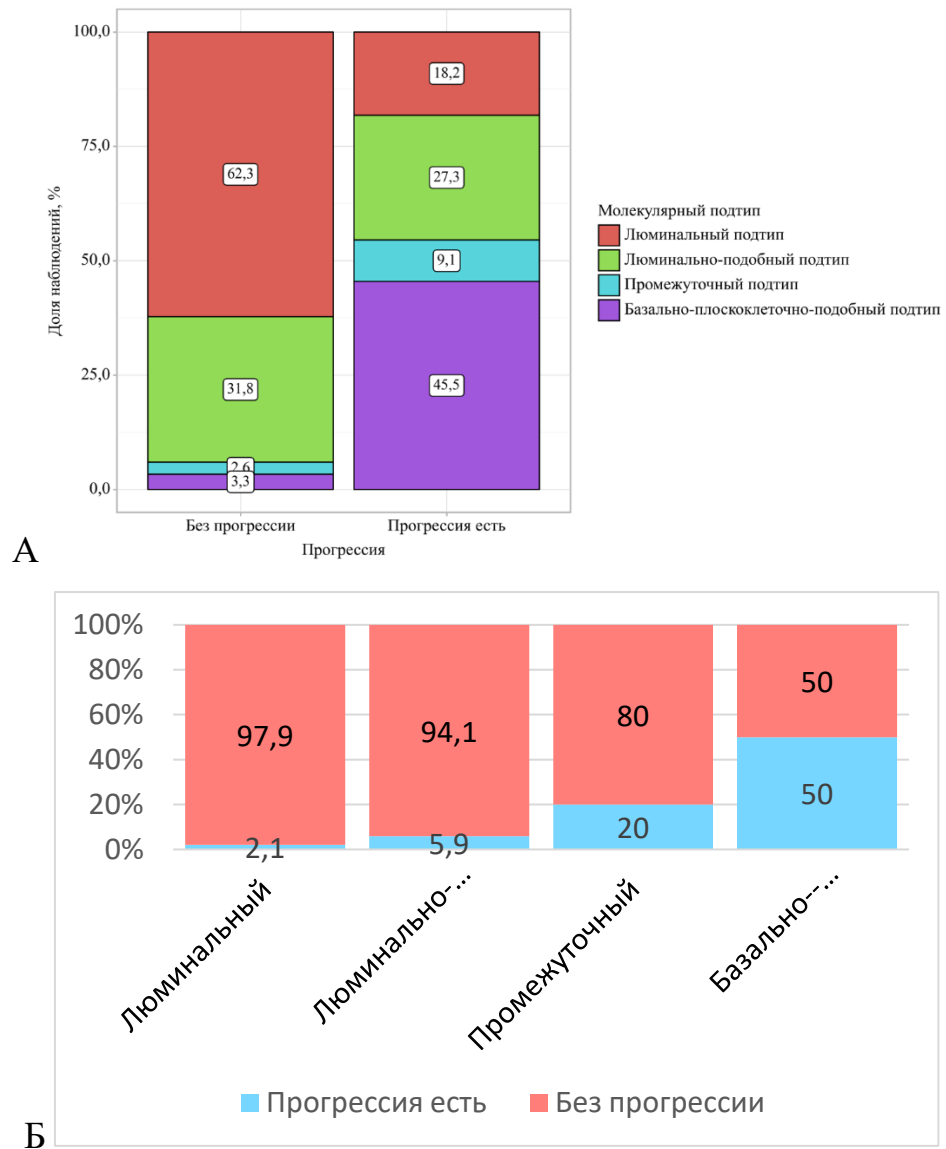 100,0
75,0
50,0
25,0
0,0
Доля наблюдений, %
62,3
31,8
2,6
3,3
18,2
27,3
9,1
45,5
Без прогрессии
Прогрессия есть
Прогрессия
Молекулярный подтип
Люминальный подтип
Люминально-подобный подтип
Промежуточный подтип
Базально-плоскоклеточно-подобный подтип
А
100%
80%
60%
40%
20%
0%
97,9
2,1
94,1
5,9
80
20
50
50
Люминальный
Люминально-...
Промежуточный
Базально--...
Прогрессия есть
Без прогрессии
Б